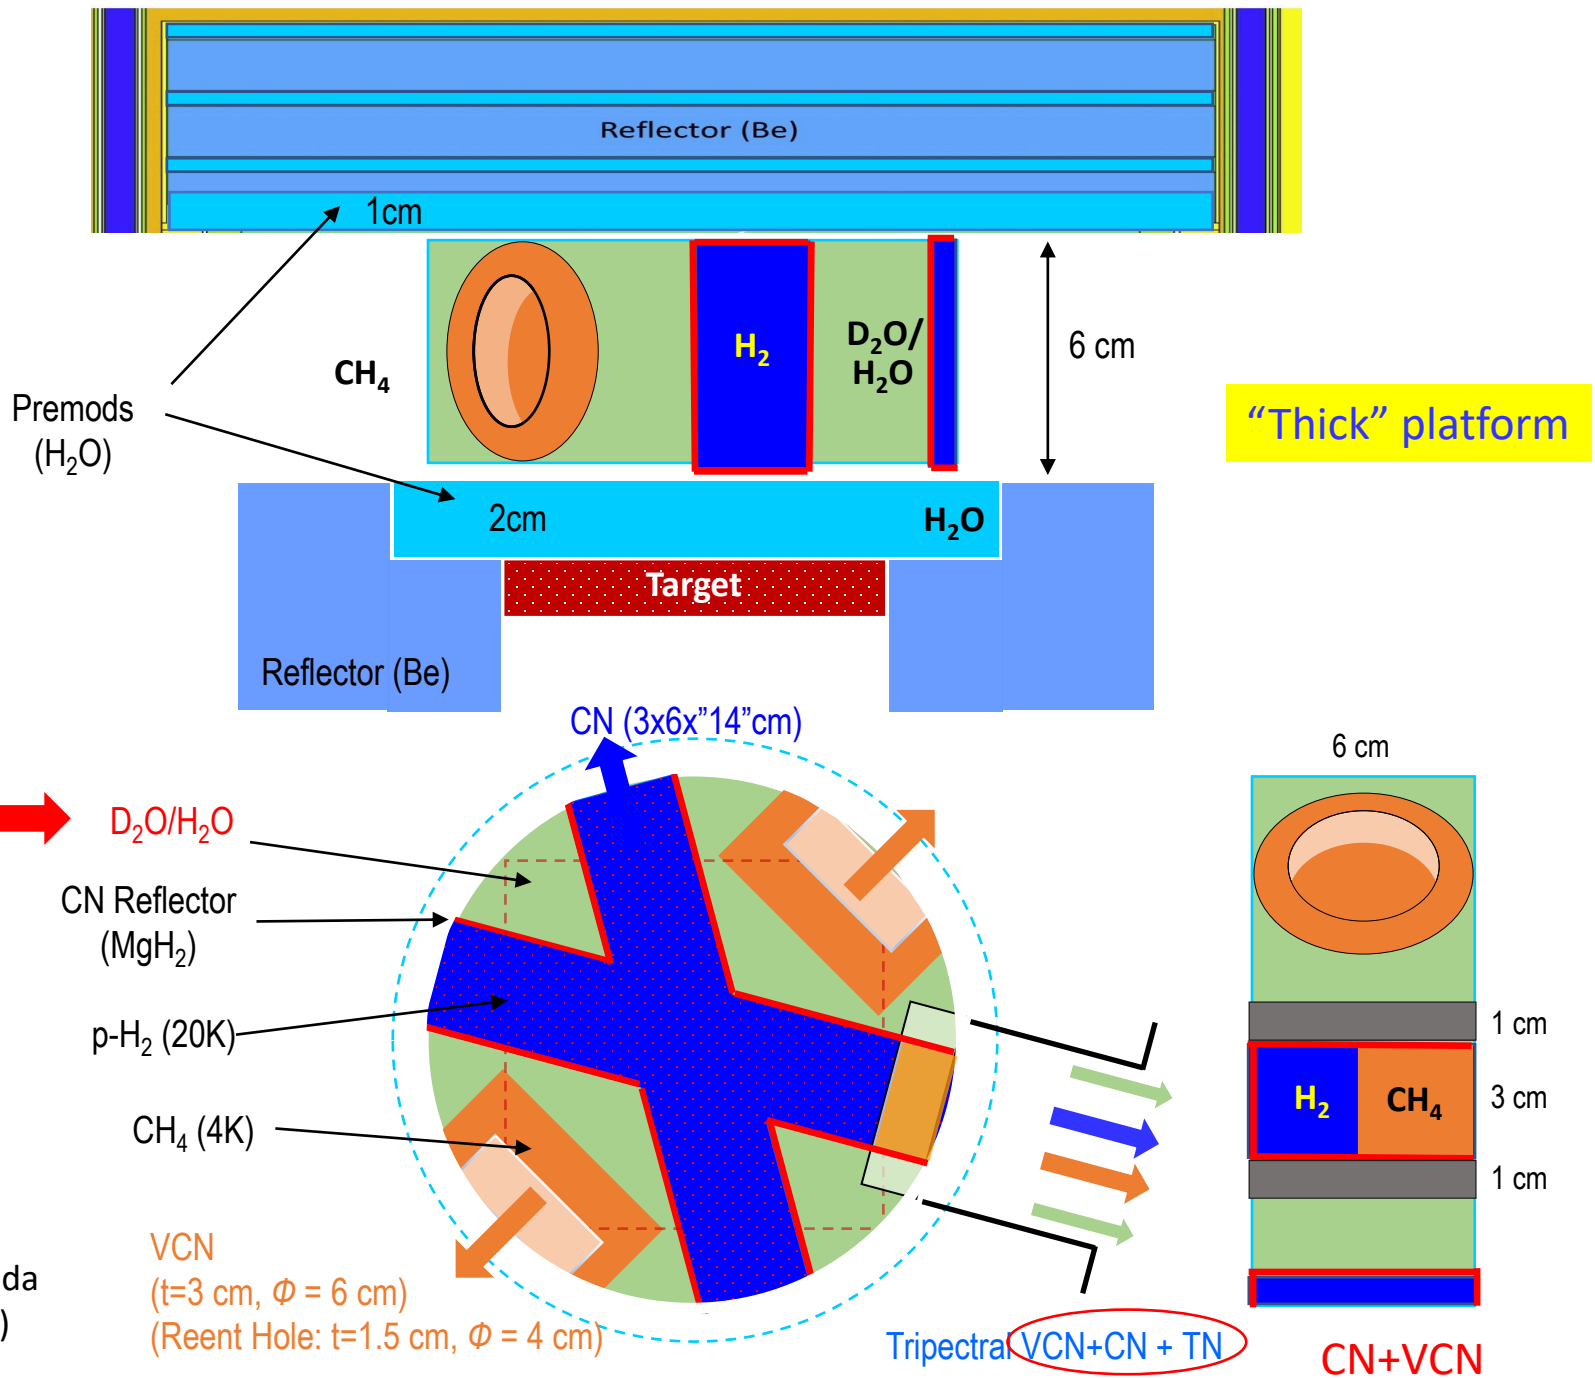 Reflector (Be)
1cm
CH4
H2
D2O/
H2O
6 cm
Premods
(H2O)
“Thick” platform
2cm
H2O
Target
Reflector (Be)
CN (3x6x”14”cm)
6 cm
D2O/H2O
CN Reflector
(MgH2)
p-H2 (20K)
CH4 (4K)
1 cm
H2
CH4
3 cm
1 cm
VCN
(t=3 cm, Φ = 6 cm)
(Reent Hole: t=1.5 cm, Φ = 4 cm)
da
)
Tripectral VCN+CN + TN
CN+VCN